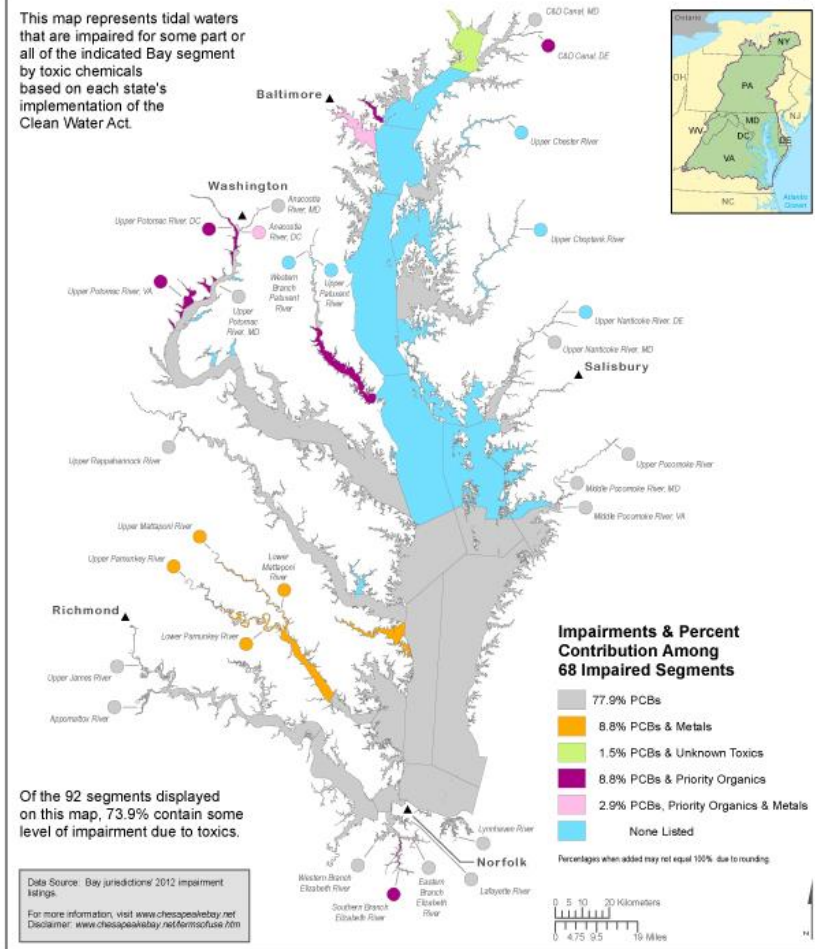 This map represents tidal waters
that are impaired for some part or
all of the indicated Bay segment
by toxic chemicals
based on each state's
implementation of the
Clean Water Act.
C&D Canal, MD
C&D Canal, DE
Baltimore
Upper Chester River
Washington
Anacostia
River, MD
Upper Potomac River, DC
Anacostia
River, DC
Upper Choptank River
Western
Branch
Patuxent
River
Upper
Patuxent
River
Upper Potomac River, VA
Upper
Potomac
River, MD
Upper Nanticoke River, DE
Upper Nanticoke River, MD
Salisbury
Upper Rappahannock River
Upper Pocomoke River
Middle Pocomoke River, MD
Middle Pocomoke River, VA
Upper Mattaponi River
Upper Pamunkey River
Lower
Mattaponi
River
Richmond
Lower Pamunkey River
Upper James River
Appomattox River
Lynnhaven River
Norfolk
Western Branch
Elizabeth River
Southern Branch
Elizabeth River
Eastern
Branch
Elizabeth
River
Lafayette River
Ontario
NY
OH
PA
NJ
MD
WV
DC
DE
VA
NC
Atlantic
Ocean
Impairments & Percent
Contribution Among
68 Impaired Segments
77.9% PCBs
8.8% PCBs & Metals
1.5% PCBs & Unknown Toxics
8.8% PCBs & Priority Organics
2.9% PCBs, Priority Organics & Metals
None Listed
Percentages when added may not equal 100% due to rounding.
0 5 10 20 Kilometers
0 4.75 9.5 19 Miles
N
Of the 92 segments displayed
on this map, 73.9% contain some
level of impairment due to toxics.
Data Source: Bay jurisdictions' 2012 impairment
listings.
For more information, visit www.chesapeakebay.net
Disclaimer: www.chesapeakebay.net/termsofuse.htm